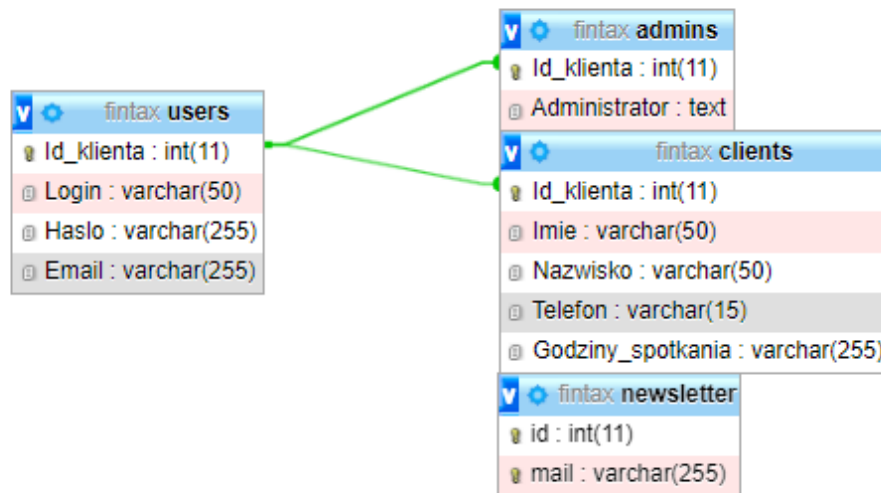 v fintax users
Id_klienta : int(11)
Login : varchar(50)
Haslo : varchar(255)
Email : varchar(255)
v fintax admins
Id_klienta : int(11)
Administrator : text
v fintax clients
Id_klienta : int(11)
Imie : varchar(50)
Nazwisko : varchar(50)
Telefon : varchar(15)
Godziny_spotkania : varchar(255)
v fintax newsletter
id : int(11)
mail : varchar(255)